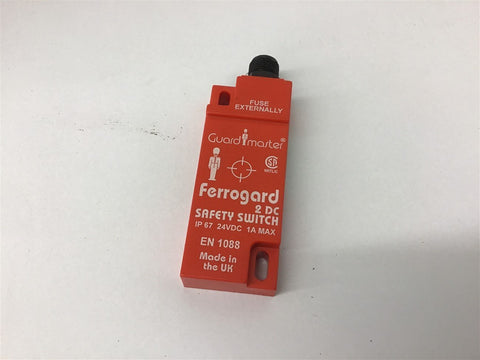 FUSE
EXTERNALLY
Guardmaster®
Ferrogard
2 DC
SAFETY SWITCH
IP 67 24VDC 1A MAX
EN 1088
Made in
the UK